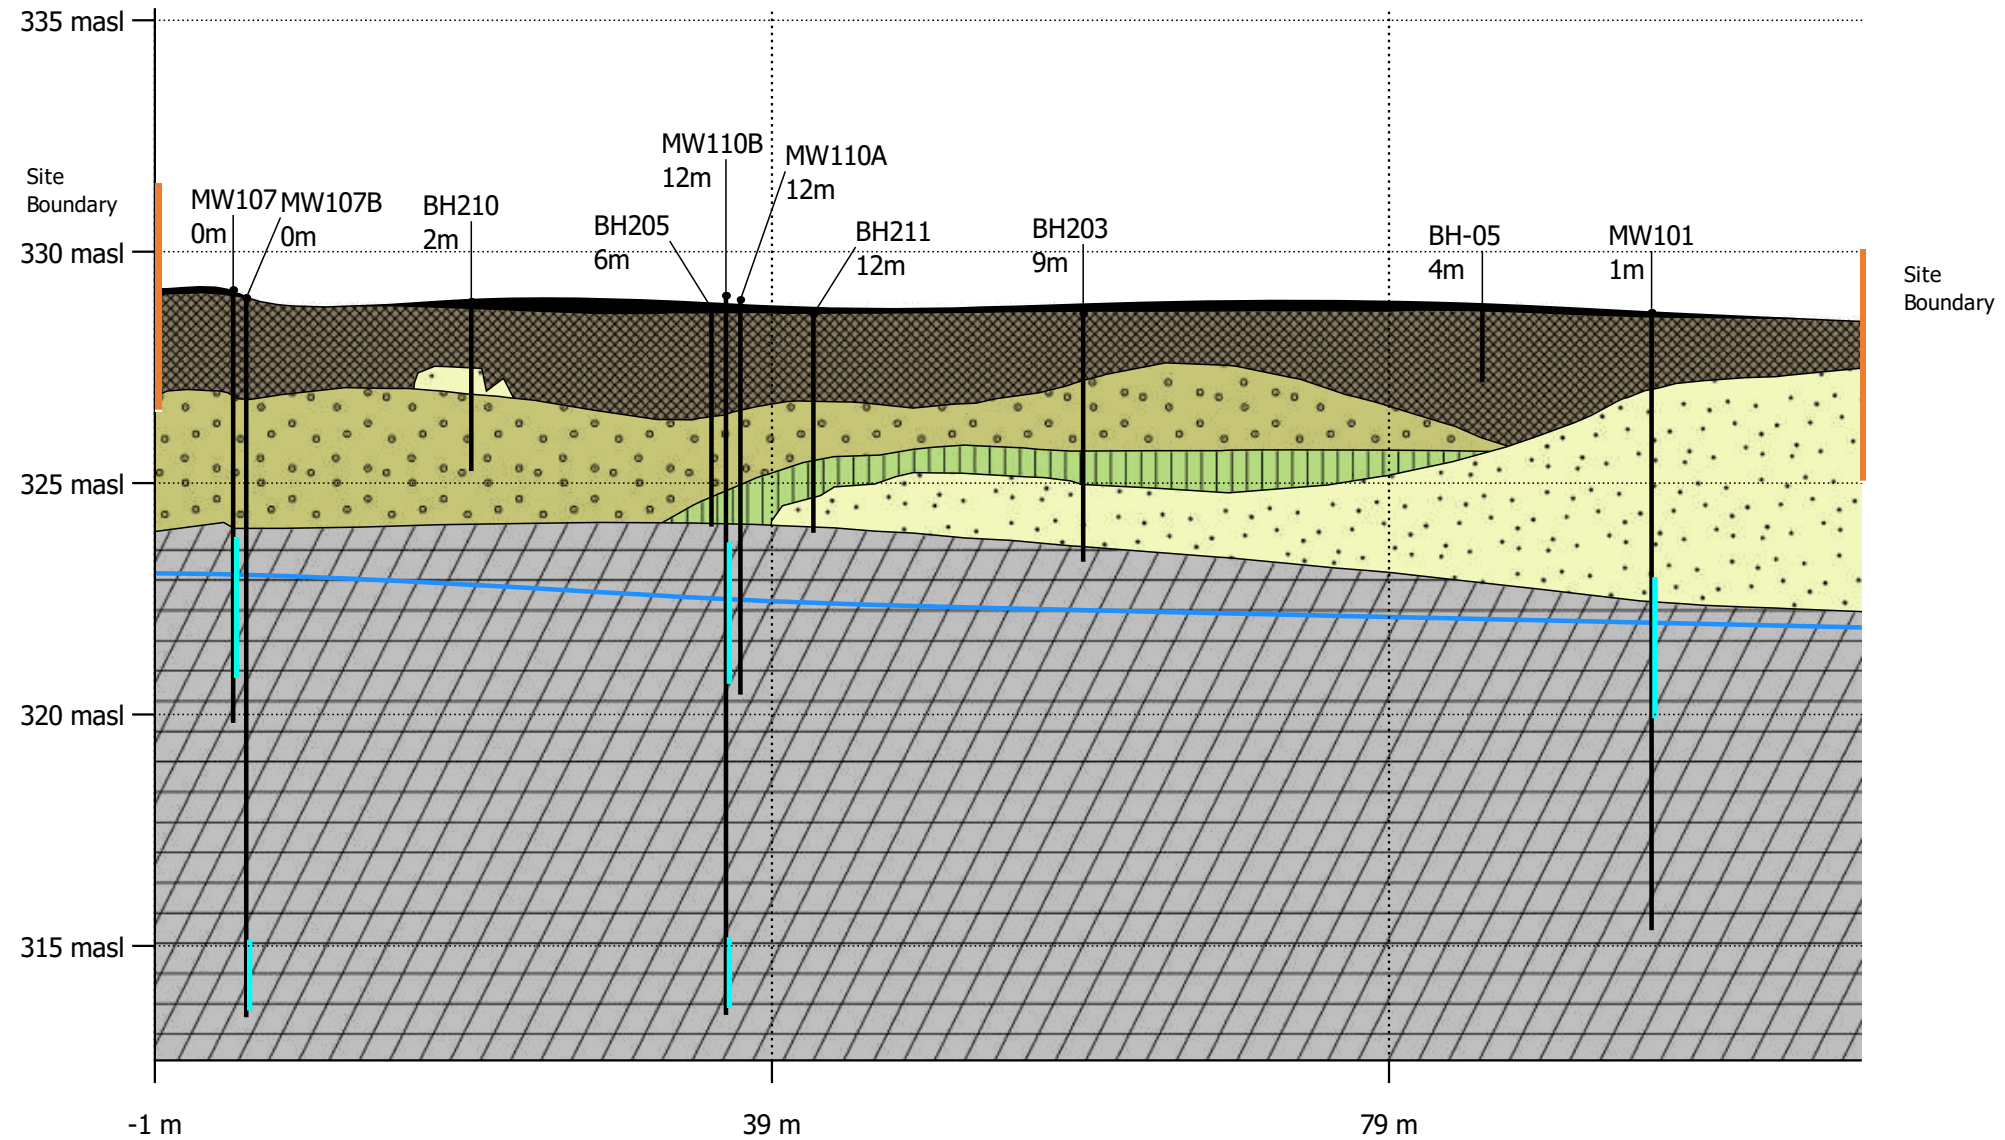 335 masl
MW110B
12m
MW110A
12m
Site
Boundary
MW107
0m
MW107B
0m
BH210
2m
BH205
6m
BH211
12m
BH203
9m
BH-05
4m
MW101
1m
330 masl
Site
Boundary
325 masl
320 masl
315 masl
-1 m
39 m
79 m